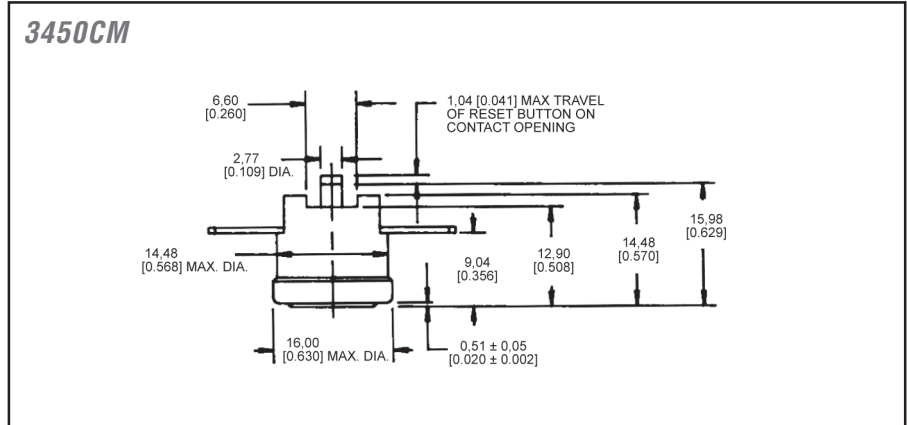 3450CM
6,60
[0.260]
1,04 [0.041] MAX TRAVEL
OF RESET BUTTON ON
CONTACT OPENING
2,77
[0.109] DIA.
15,98
[0.629]
14,48
[0.568] MAX. DIA.
9,04
[0.356]
12,90
[0.508]
14,48
[0.570]
16,00
[0.630] MAX. DIA.
0,51 ± 0,05
[0.020 ± 0.002]